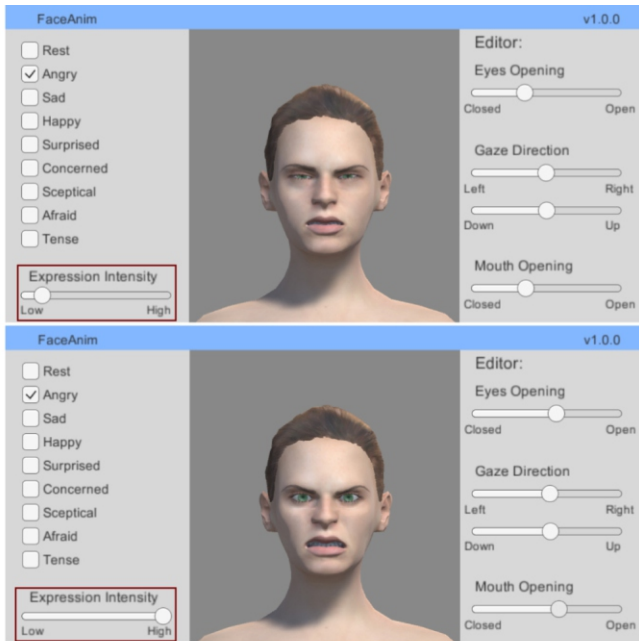 FaceAnim v1.0.0
Rest
Angry
Sad
Happy
Surprised
Concerned
Sceptical
Afraid
Tense
Expression Intensity
Low High
Editor:
Eyes Opening
Closed Open
Gaze Direction
Left Right
Down Up
Mouth Opening
Closed Open
FaceAnim v1.0.0
Rest
Angry
Sad
Happy
Surprised
Concerned
Sceptical
Afraid
Tense
Expression Intensity
Low High
Editor:
Eyes Opening
Closed Open
Gaze Direction
Left Right
Down Up
Mouth Opening
Closed Open